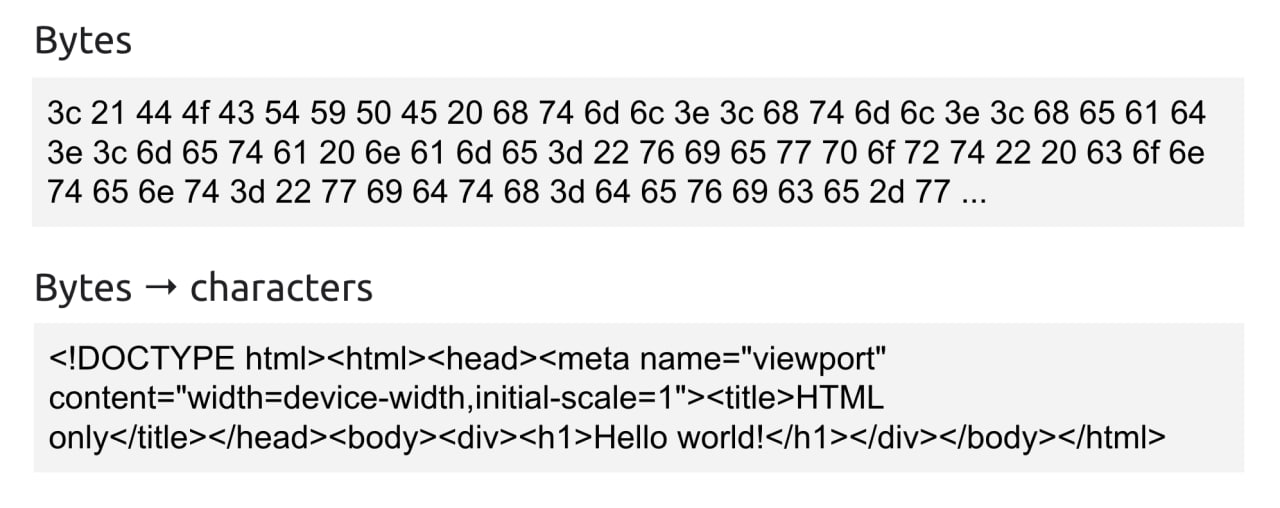 Bytes
3c 21 44 4f 43 54 59 50 45 20 68 74 6d 6c 3e 3c 68 74 6d 6c 3e 3c 68 65 61 64
3e 3c 6d 65 74 61 20 6e 61 6d 65 3d 22 76 69 65 77 70 6f 72 74 22 20 63 6f 6e
74 65 6e 74 3d 22 77 69 64 74 68 3d 64 65 76 69 63 65 2d 77 ...
Bytes → characters
<!DOCTYPE html><html><head><meta name="viewport"
content="width=device-width,initial-scale=1"><title>HTML
only</title></head><body><div><h1>Hello world!</h1></div></body></html>